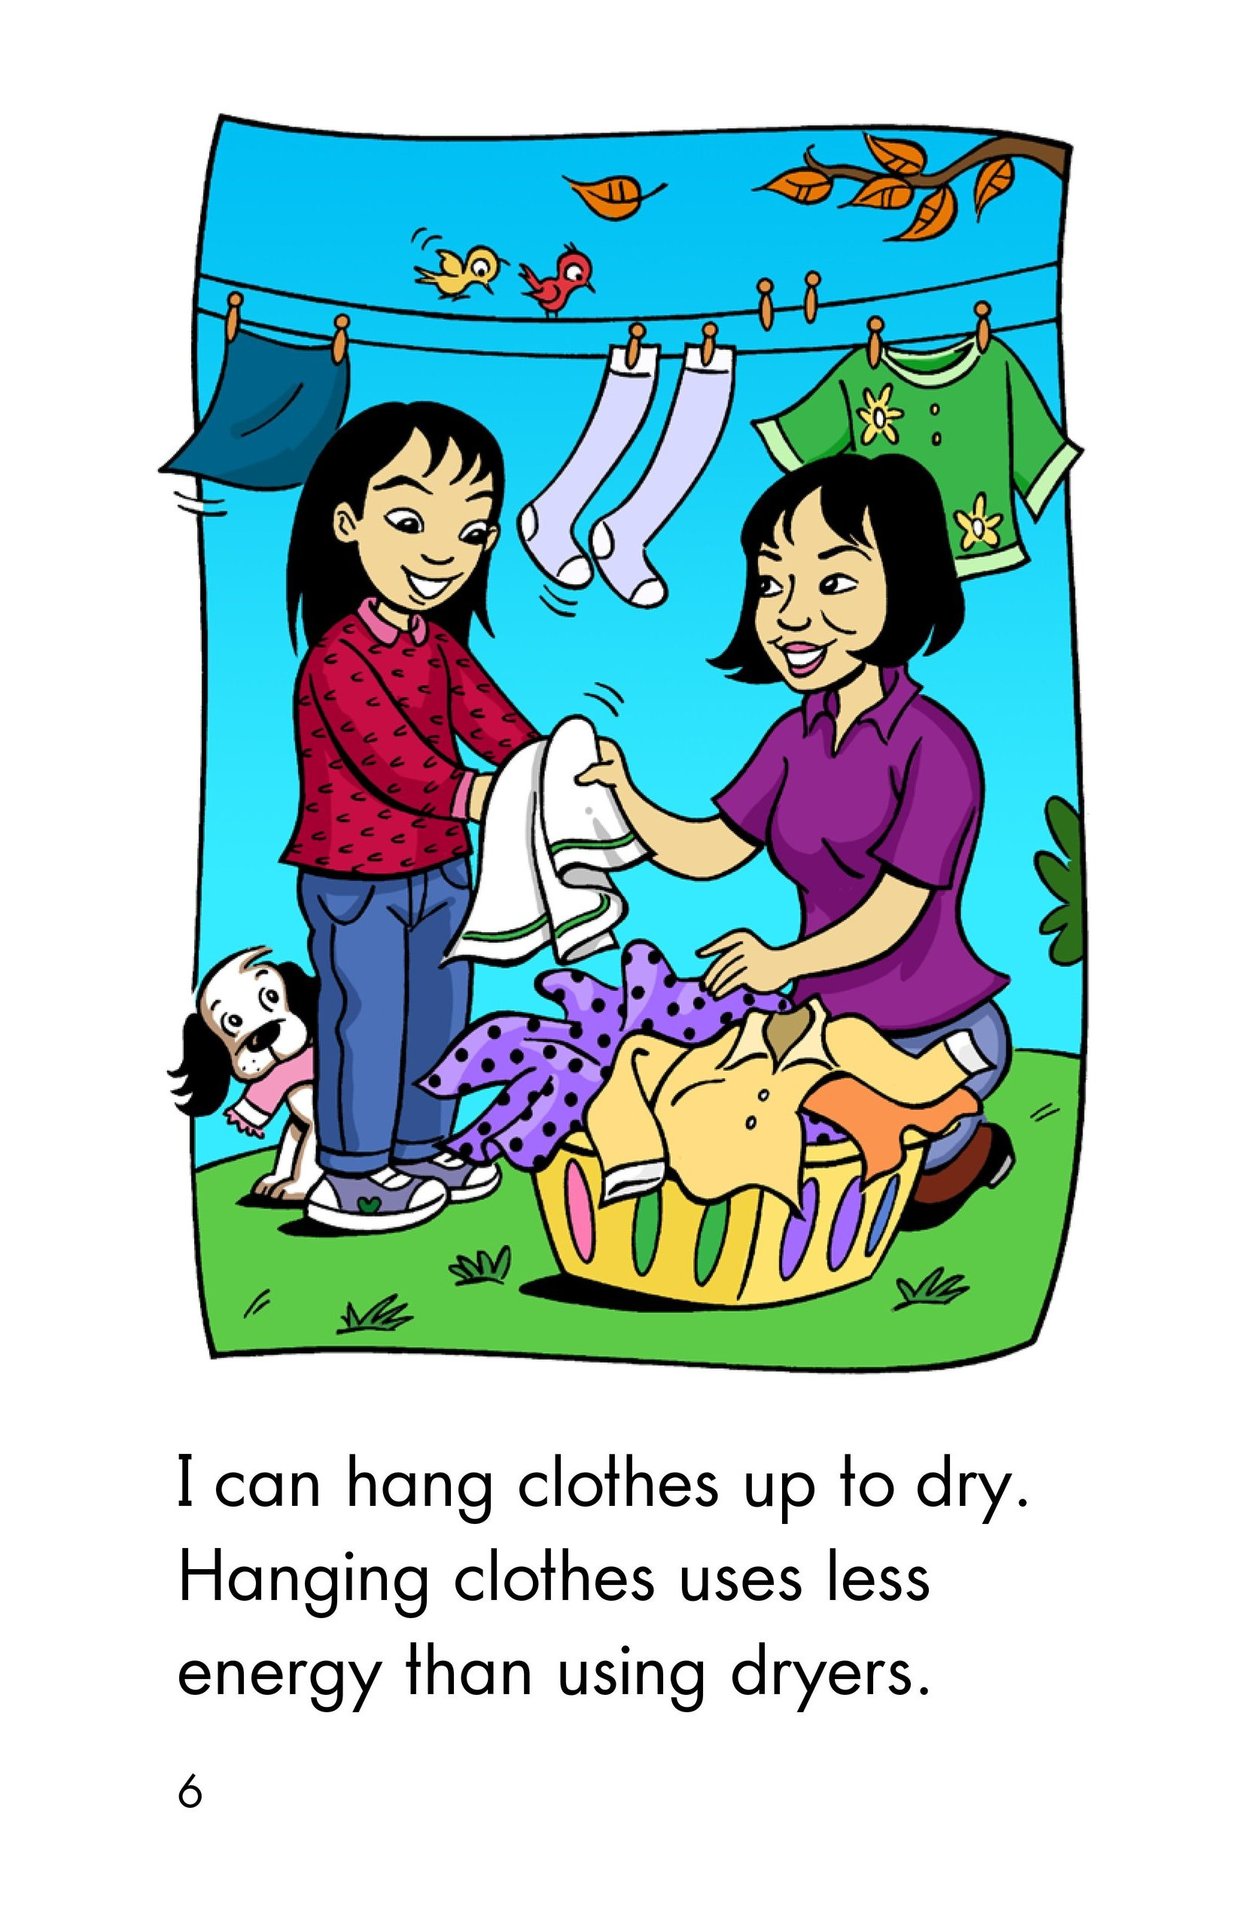 I can hang clothes up to dry.
Hanging clothes uses less
energy than using dryers.
6